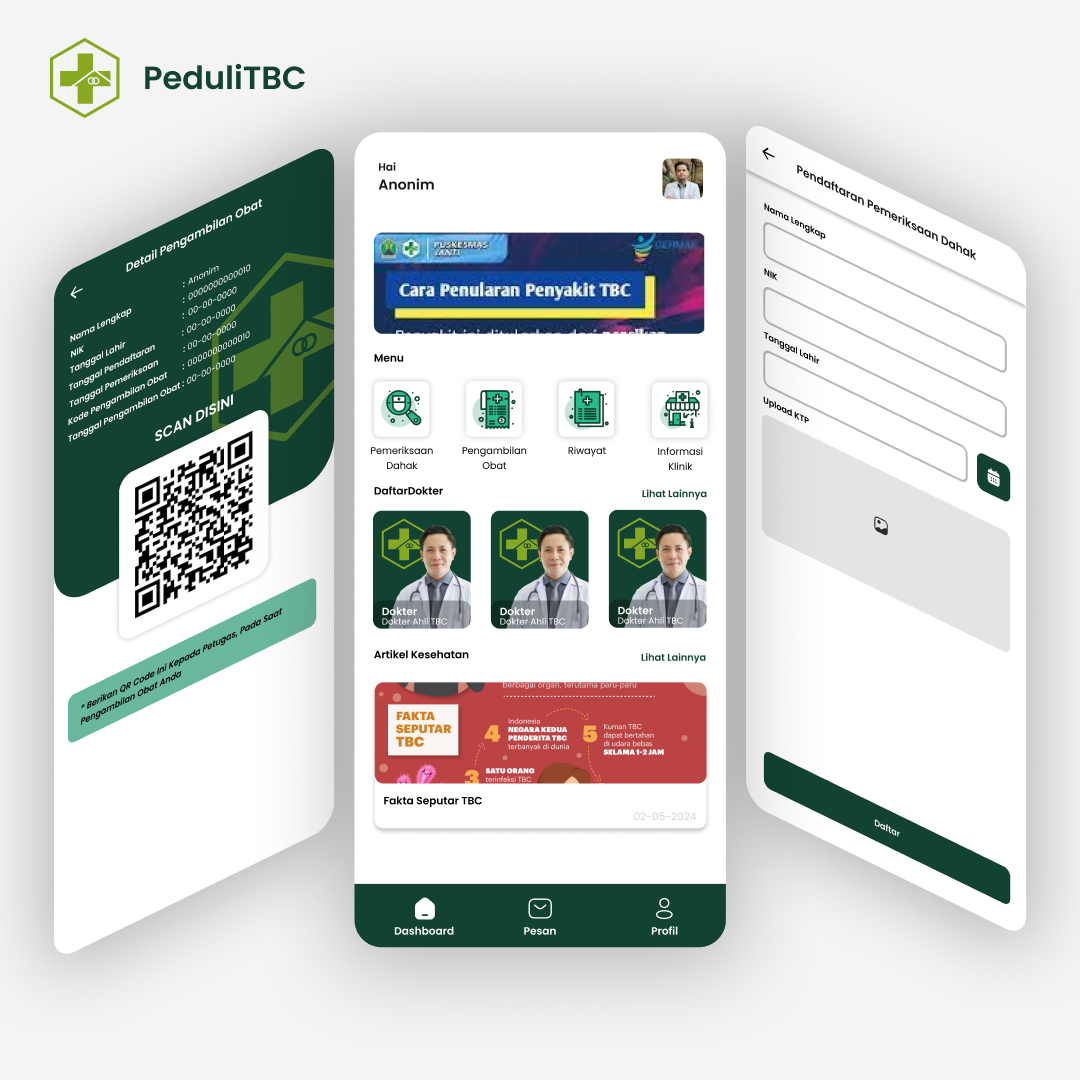 PeduliTBC
Detail Pengambilan Obat
Nama Lengkap : Anonim
NIK : 0000000000010
Tanggal Lahir : 00-00-0000
Tanggal Pendaftaran : 00-00-0000
Tanggal Pemeriksaan : 00-00-0000
Kode Pengambilan Obat : 0000000000010
Tanggal Pengambilan Obat : 00-00-0000
SCAN DISINI
* Berikan QR Code Ini Kepada Petugas, Pada Saat
Pengambilan Obat Anda
Hai
Anonim
PUSKESMAS
GERMAS
Cara Penularan Penyakit TBC
Menu
Pemeriksaan
Dahak
Pengambilan
Obat
Riwayat
Informasi
Klinik
DaftarDokter
Lihat Lainnya
Dokter
Dokter Ahli TBC
Dokter
Dokter Ahli TBC
Dokter
Dokter Ahli TBC
Artikel Kesehatan
Lihat Lainnya
berbagai organ, terutama paru-paru
FAKTA
SEPUTAR
TBC
4
Indonesia
NEGARA KEDUA
PENDERITA TBC
terbanyak di dunia
5
Kuman TBC
dapat bertahan
di udara bebas
SELAMA 1-2 JAM
3
SATU ORANG
terinfeksi TBC
Fakta Seputar TBC
02-05-2024
Dashboard
Pesan
Profil
Pendaftaran Pemeriksaan Dahak
Nama Lengkap
NIK
Tanggal Lahir
Upload KTP
Daftar